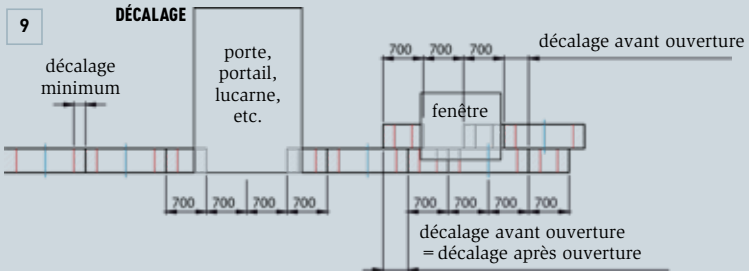 9
DÉCALAGE
décalage
minimum
porte,
portail,
lucarne,
etc.
700 700 700
décalage avant ouverture
fenêtre
700 700 700 700
700 700 700 700
décalage avant ouverture
= décalage après ouverture